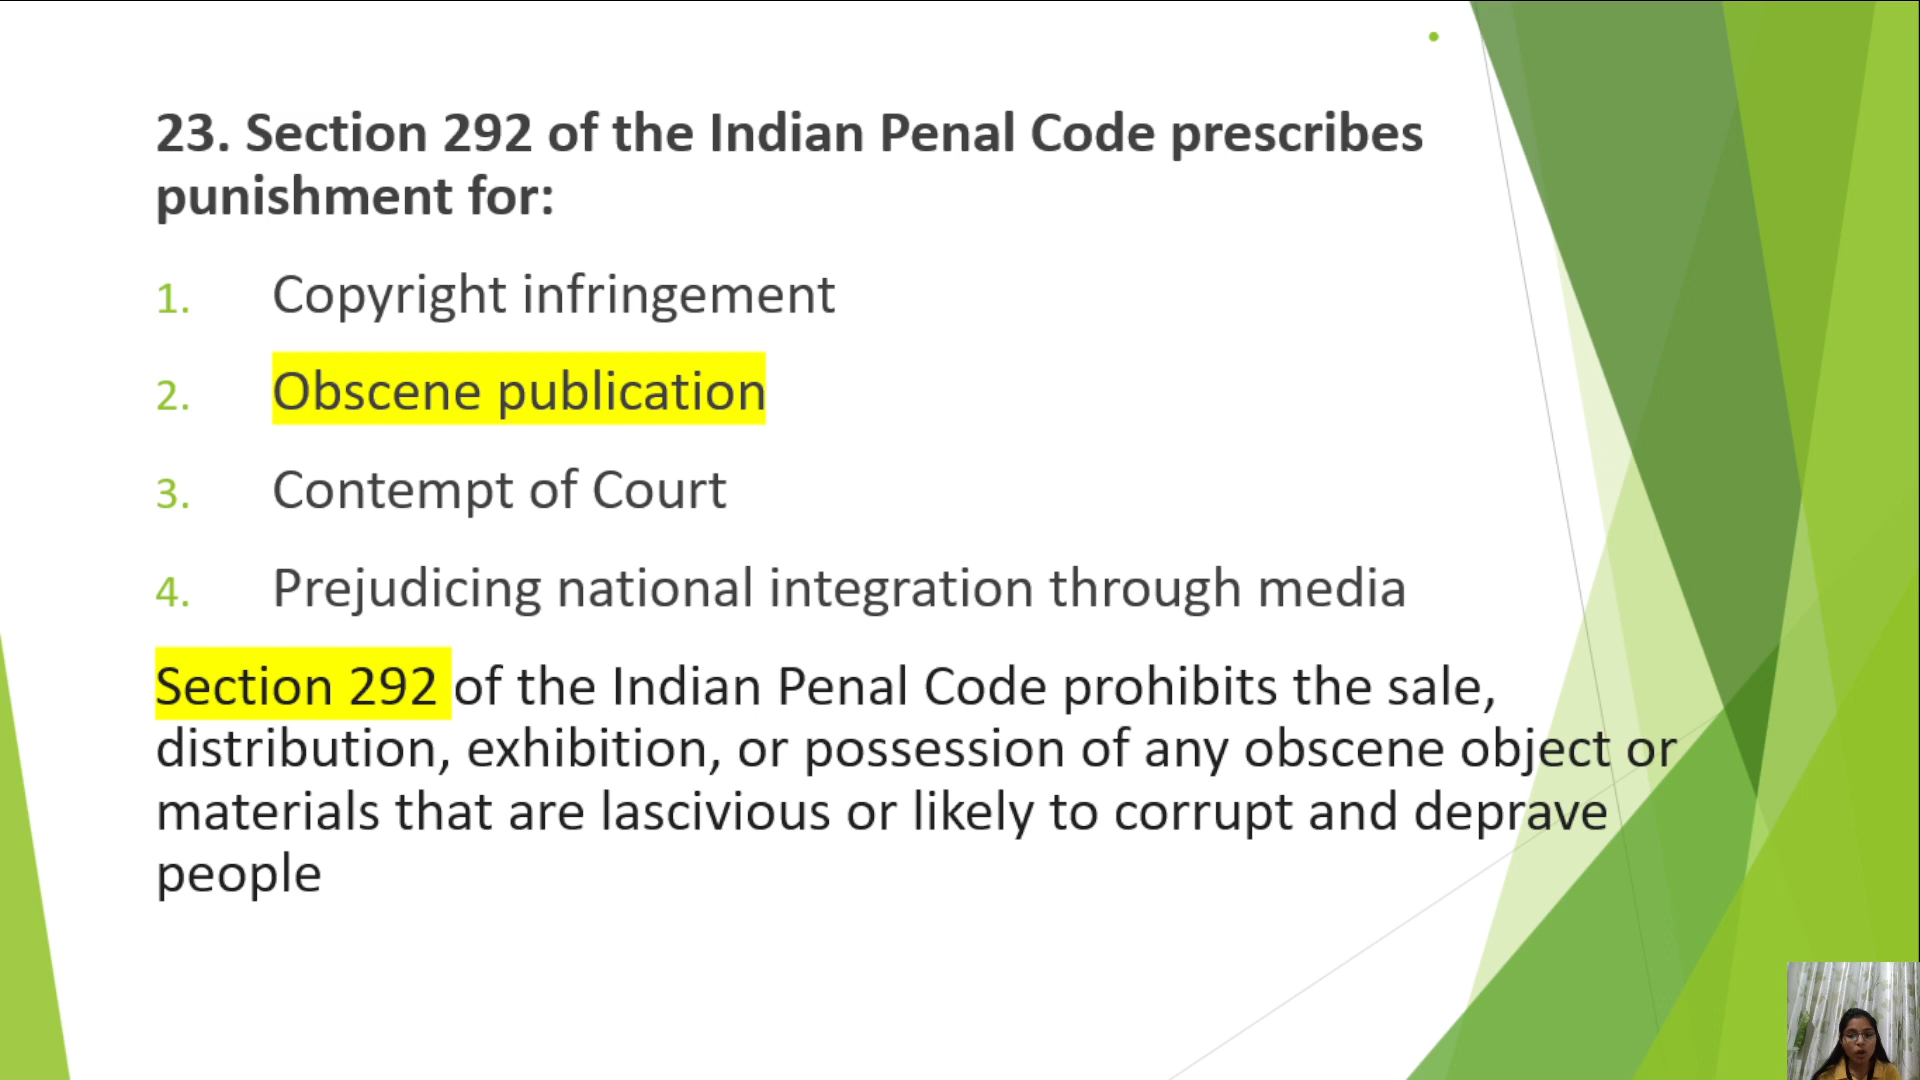 23. Section 292 of the Indian Penal Code prescribes
punishment for:
1. Copyright infringement
2. Obscene publication
3. Contempt of Court
4. Prejudicing national integration through media
Section 292 of the Indian Penal Code prohibits the sale,
distribution, exhibition, or possession of any obscene object or
materials that are lascivious or likely to corrupt and deprave
people